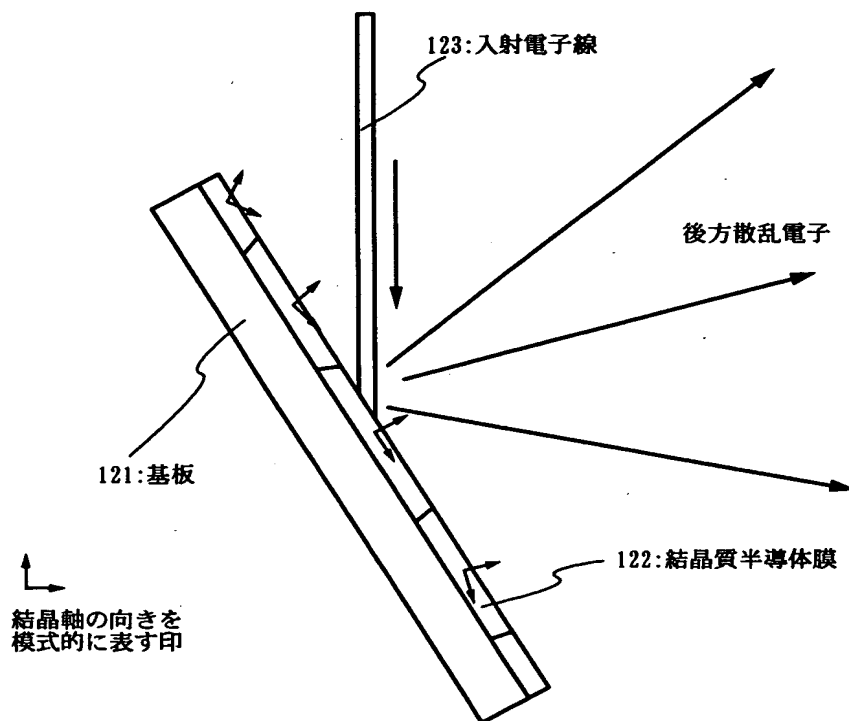 123:入射電子線
後方散乱電子
121:基板
122:結晶質半導体膜
結晶軸の向きを
模式的に表す印